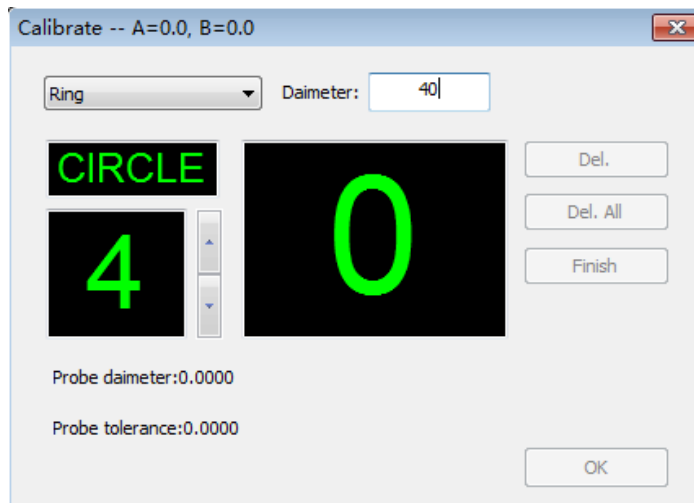 Calibrate -- A=0.0, B=0.0
Ring
Daimeter:
40
CIRCLE
4
0
Del.
Del. All
Finish
Probe daimeter:0.0000
Probe tolerance:0.0000
OK